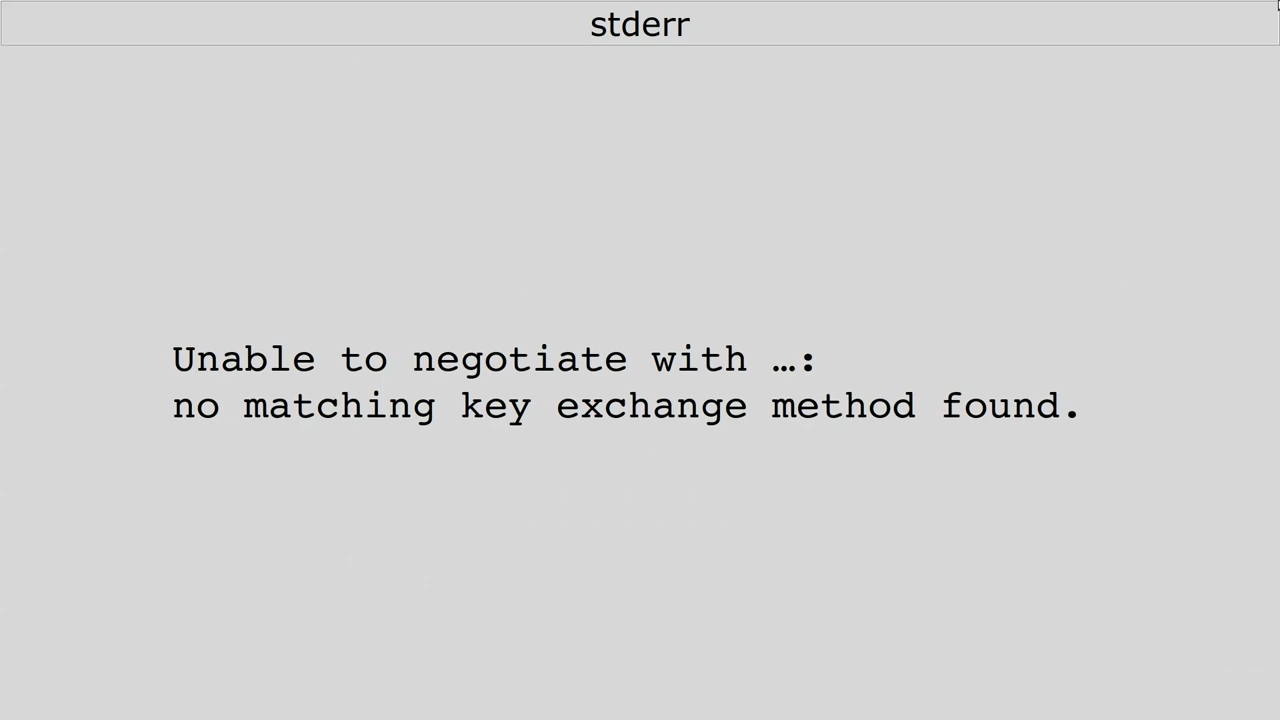 stderr
Unable to negotiate with …:
no matching key exchange method found.